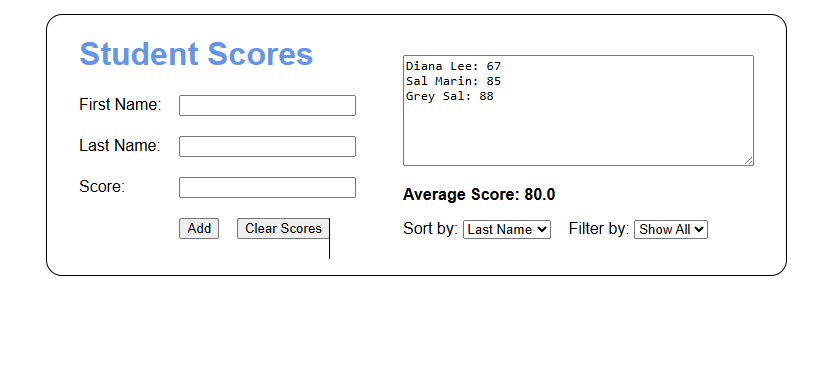 Student Scores
First Name:
Last Name:
Score:
Add Clear Scores
Diana Lee: 67
Sal Marin: 85
Grey Sal: 88
Average Score: 80.0
Sort by: Last Name Filter by: Show All